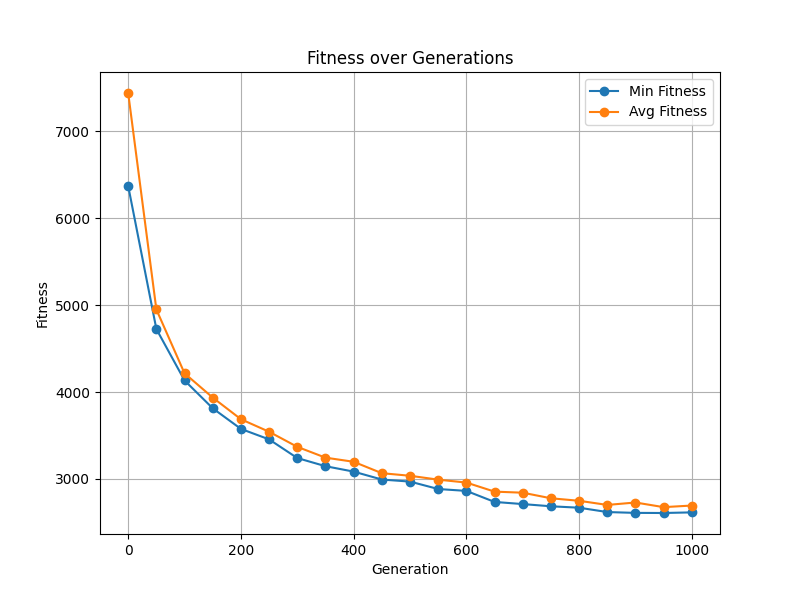 Fitness over Generations
Min Fitness
Avg Fitness
7000
6000
5000
4000
3000
Fitness
0 200 400 600 800 1000
Generation